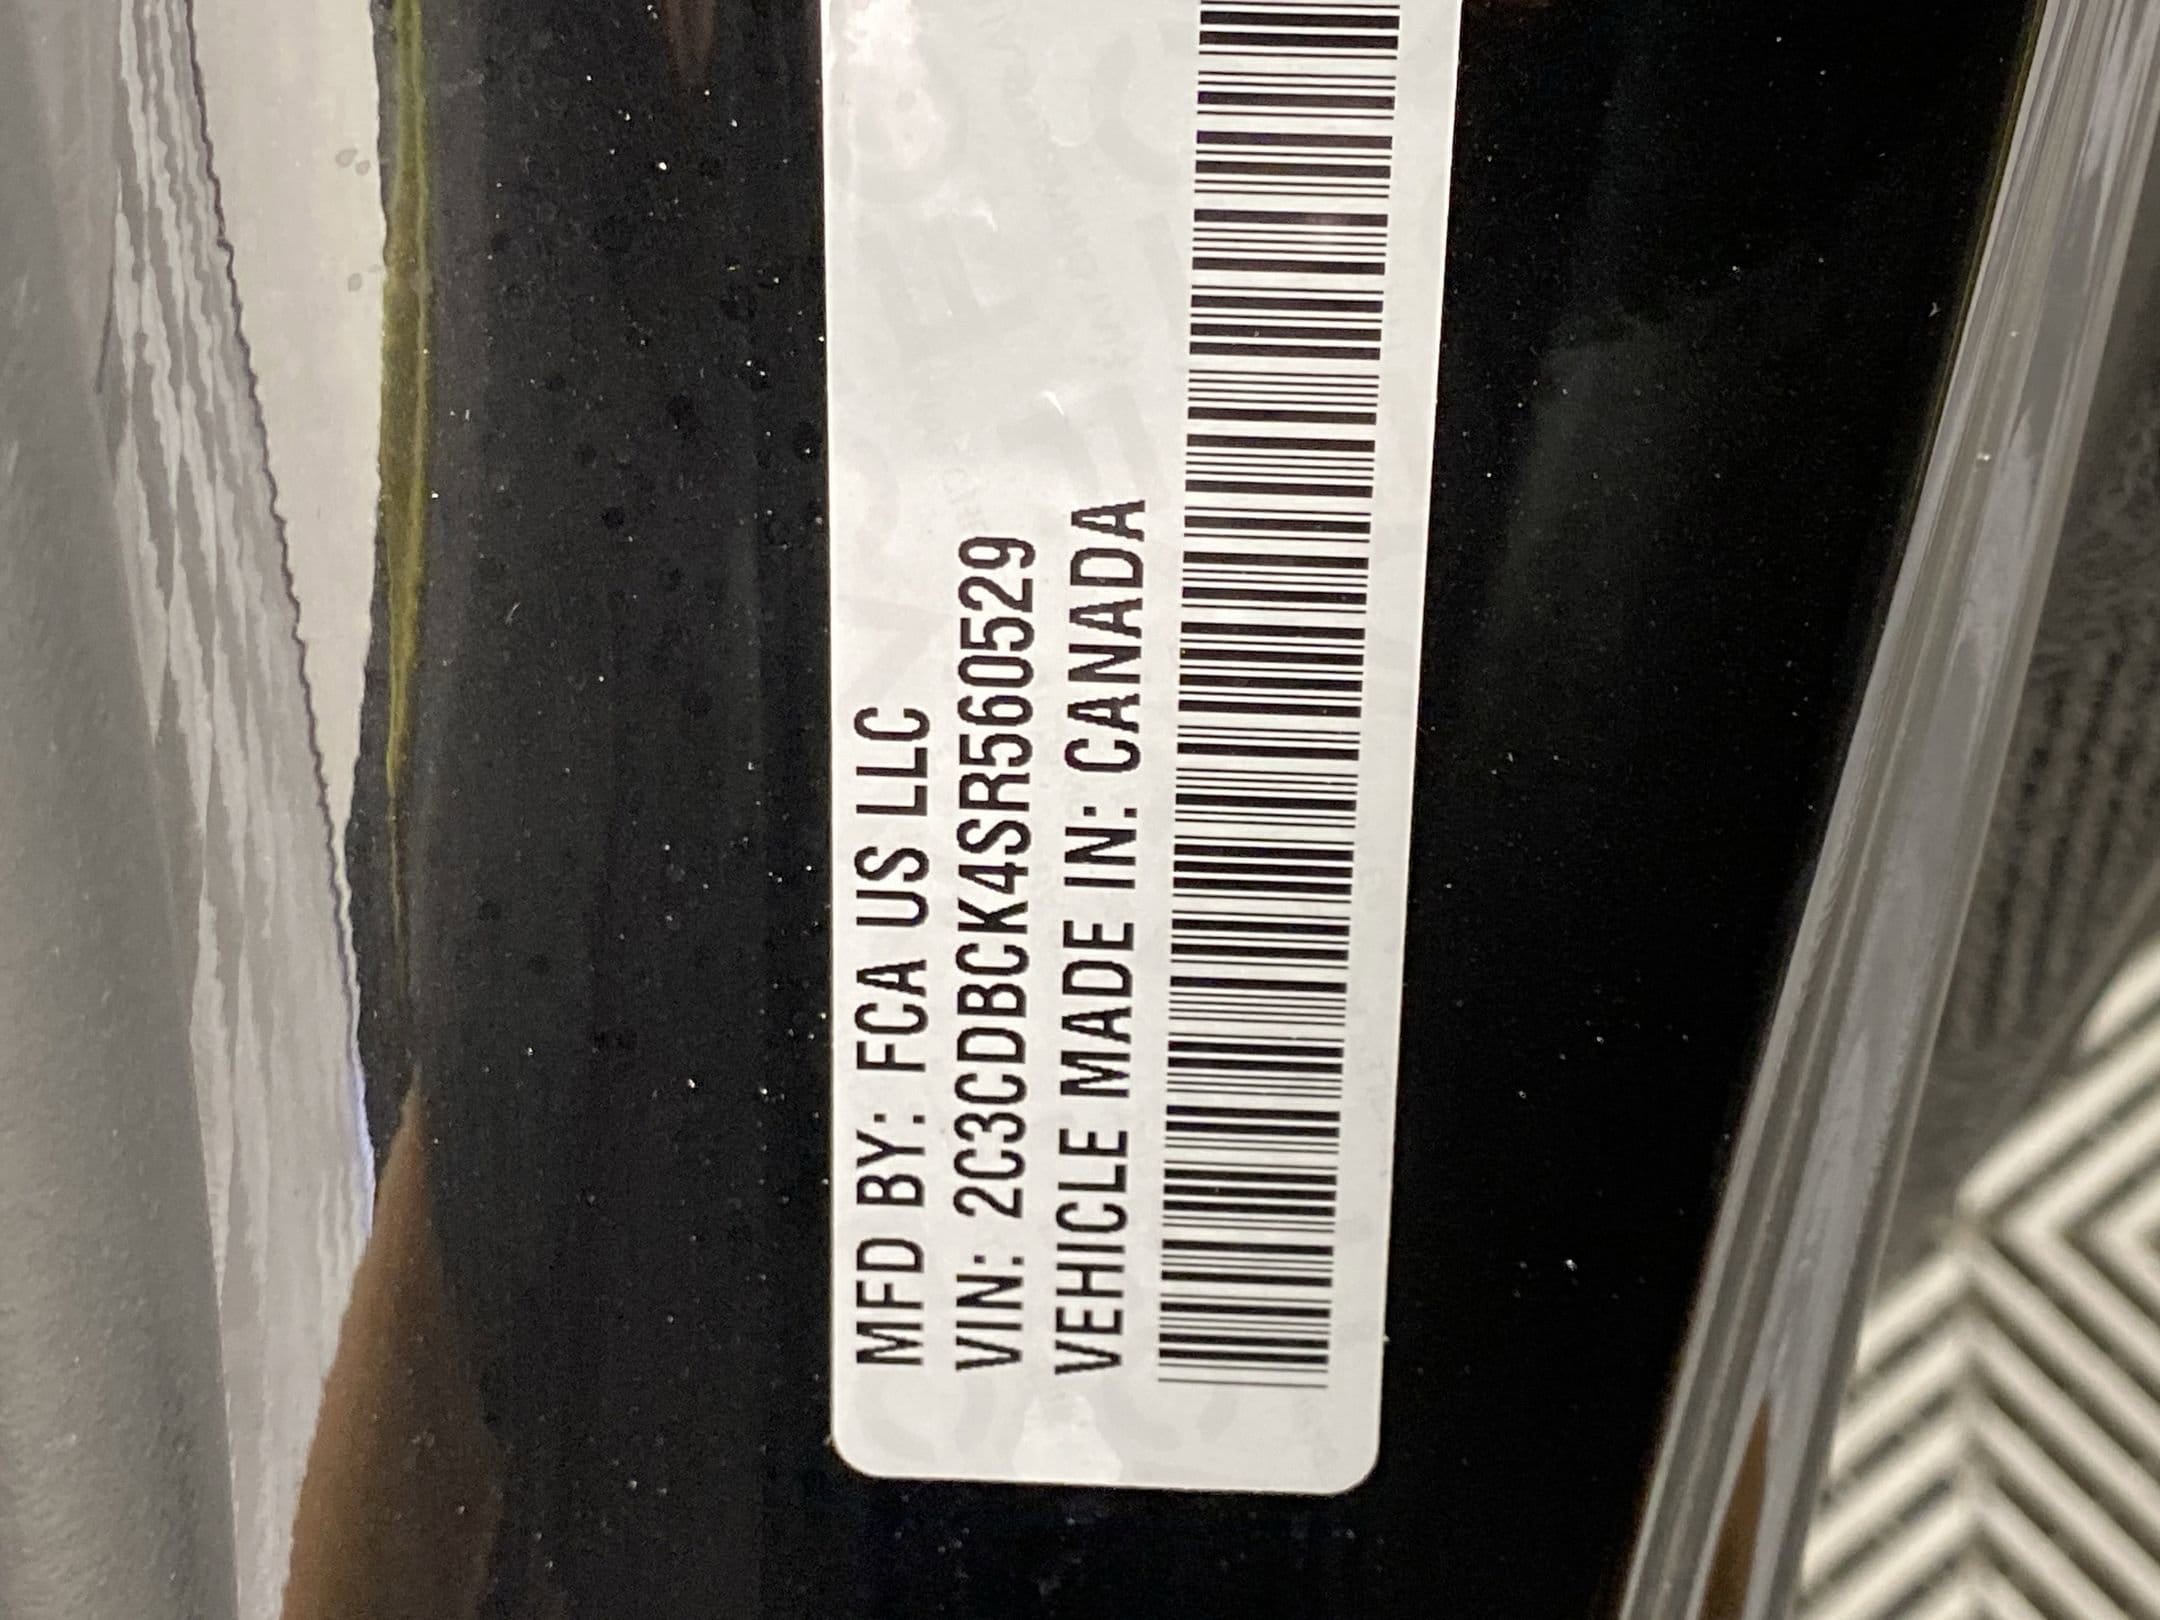 MFD BY: FCA US LLC
VIN: 2C3CDBCK4SR560529
VEHICLE MADE IN: CANADA